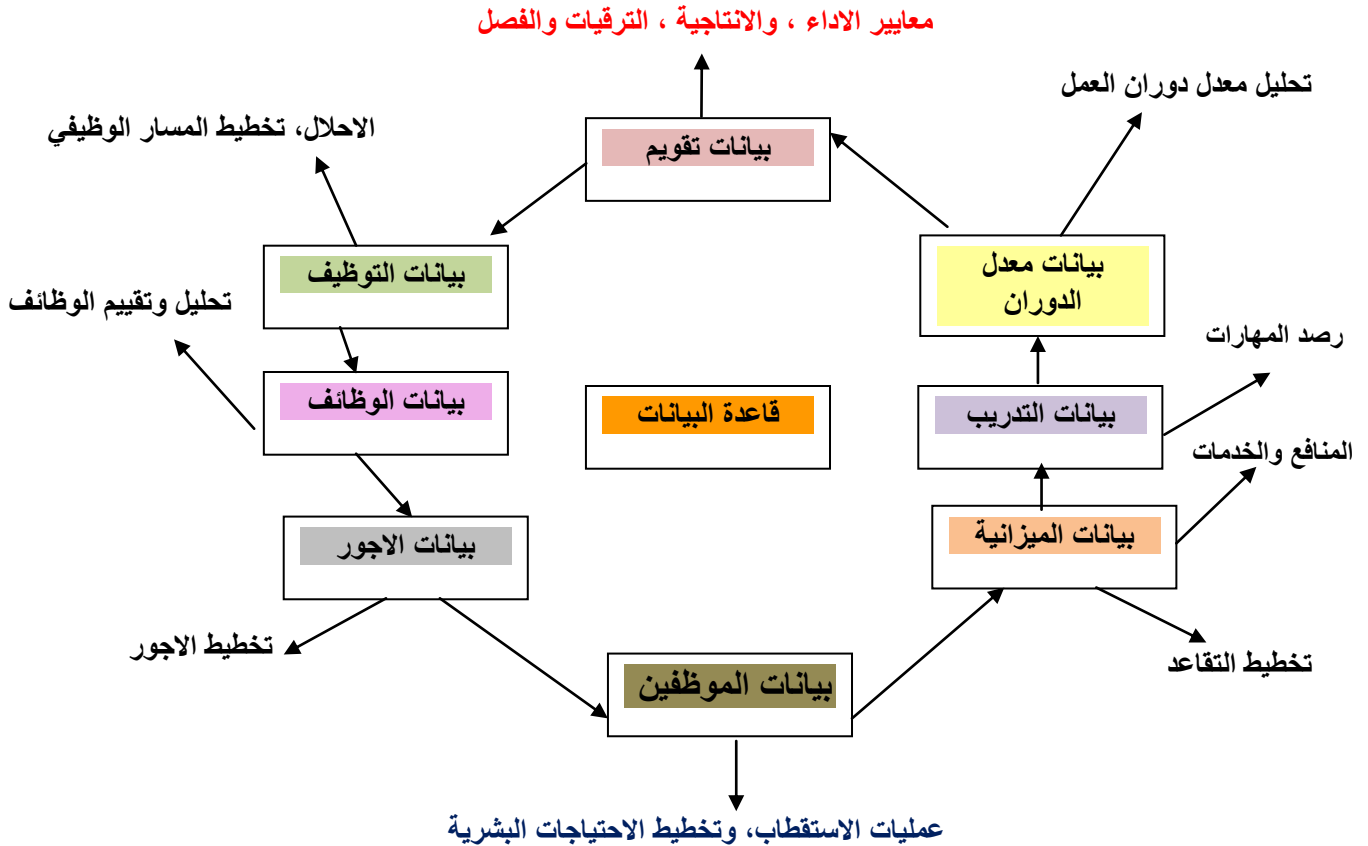 معايير الاداء ، والانتاجية ، الترقيات والفصل
تحليل معدل دوران العمل
الاحلال، تخطيط المسار الوظيفي
بيانات تقويم
بيانات معدل
الدوران
بيانات التوظيف
تحليل وتقييم الوظائف
رصد المهارات
بيانات التدريب
قاعدة البيانات
بيانات الوظائف
المنافع والخدمات
بيانات الميزانية
بيانات الاجور
تخطيط التقاعد
تخطيط الاجور
بيانات الموظفين
عمليات الاستقطاب، وتخطيط الاحتياجات البشرية